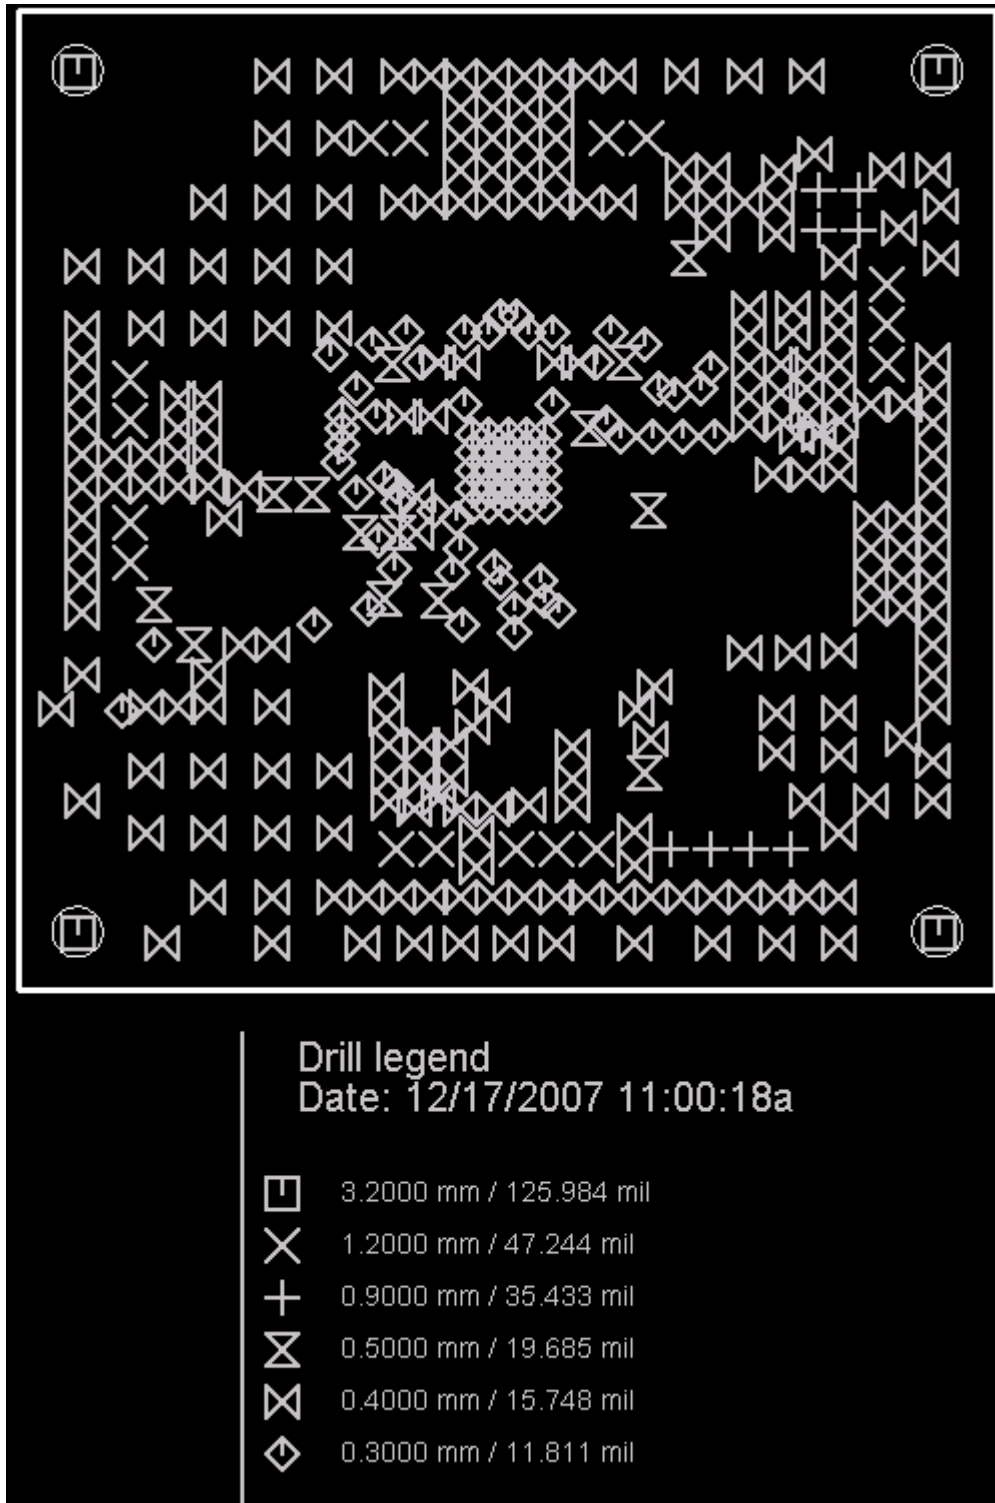 Drill legend
Date: 12/17/2007 11:00:18a
3.2000 mm / 125.984 mil
1.2000 mm / 47.244 mil
0.9000 mm / 35.433 mil
0.5000 mm / 19.685 mil
0.4000 mm / 15.748 mil
0.3000 mm / 11.811 mil